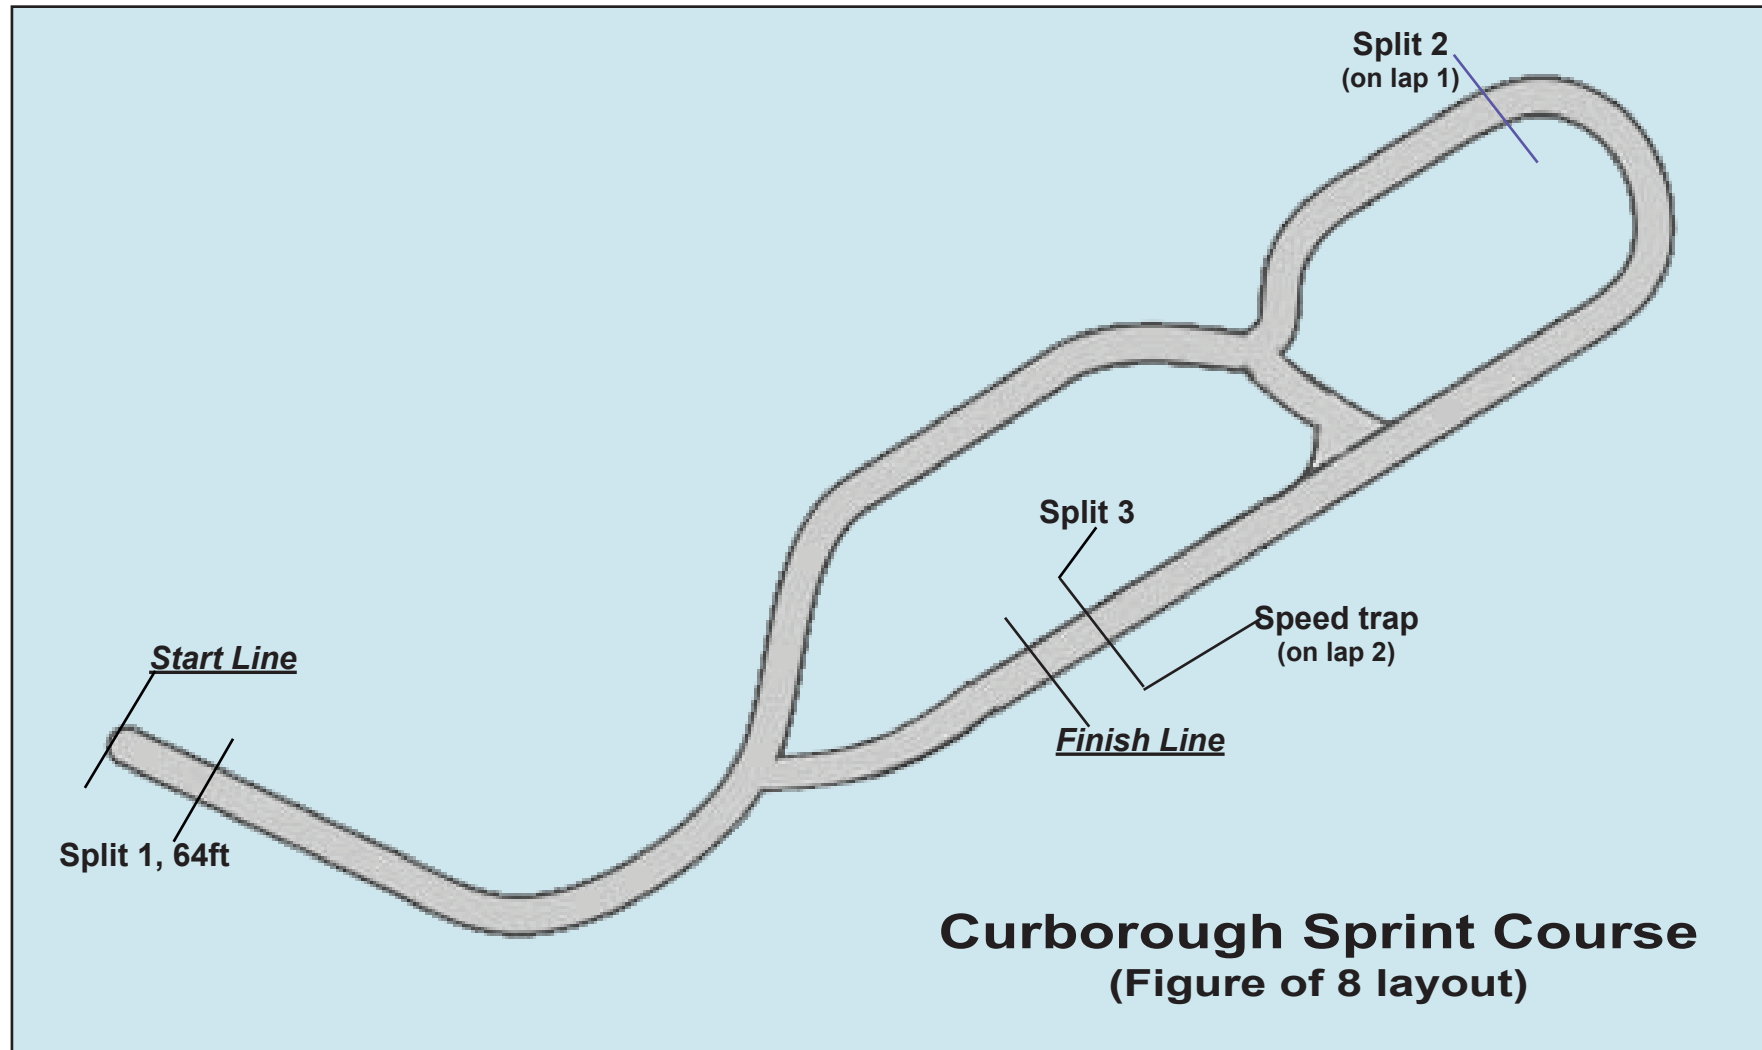 Split 2
(on lap 1)
Split 3
Speed trap
(on lap 2)
Start Line
Finish Line
Split 1, 64ft
Curborough Sprint Course
(Figure of 8 layout)